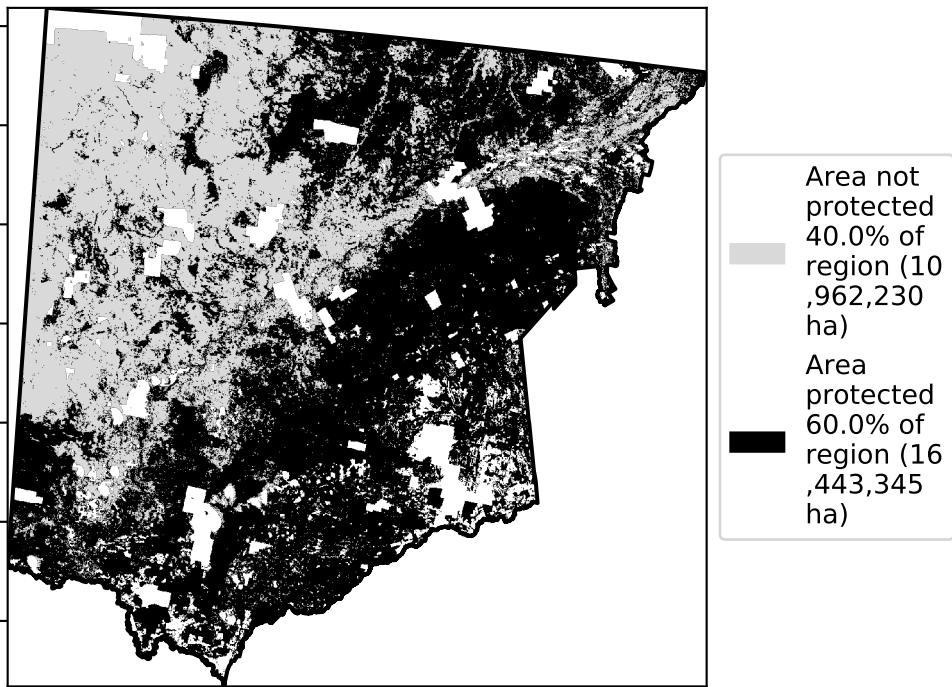 Area not
protected
40.0% of
region (10
,962,230
ha)
Area
protected
60.0% of
region (16
,443,345
ha)